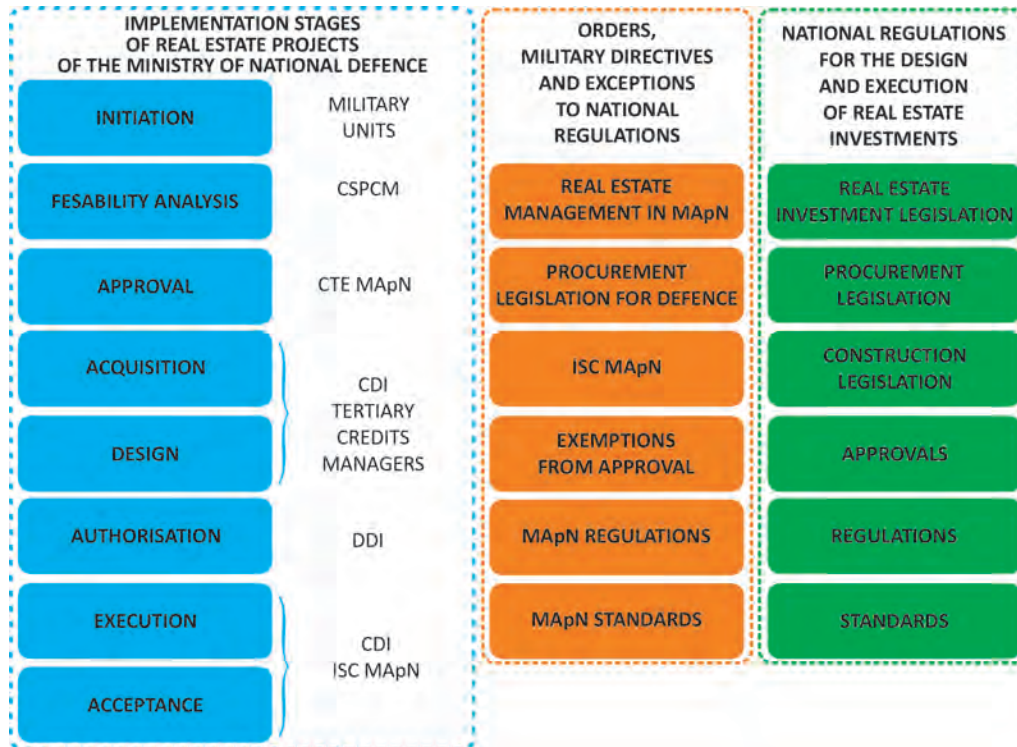 IMPLEMENTATION STAGES
OF REAL ESTATE PROJECTS
OF THE MINISTRY OF NATIONAL DEFENCE
INITIATION
MILITARY
UNITS
FESABILITY ANALYSIS
CSPCM
APPROVAL
CTE MApN
ACQUISITION
DESIGN
CDI
TERTIARY
CREDITS
MANAGERS
AUTHORISATION
DDI
EXECUTION
ACCEPTANCE
CDI
ISC MApN
ORDERS,
MILITARY DIRECTIVES
AND EXCEPTIONS
TO NATIONAL
REGULATIONS
REAL ESTATE
MANAGEMENT IN MApN
PROCUREMENT
LEGISLATION FOR DEFENCE
ISC MApN
EXEMPTIONS
FROM APPROVAL
MApN REGULATIONS
MApN STANDARDS
NATIONAL REGULATIONS
FOR THE DESIGN
AND EXECUTION
OF REAL ESTATE
INVESTMENTS
REAL ESTATE
INVESTMENT LEGISLATION
PROCUREMENT
LEGISLATION
CONSTRUCTION
LEGISLATION
APPROVALS
REGULATIONS
STANDARDS